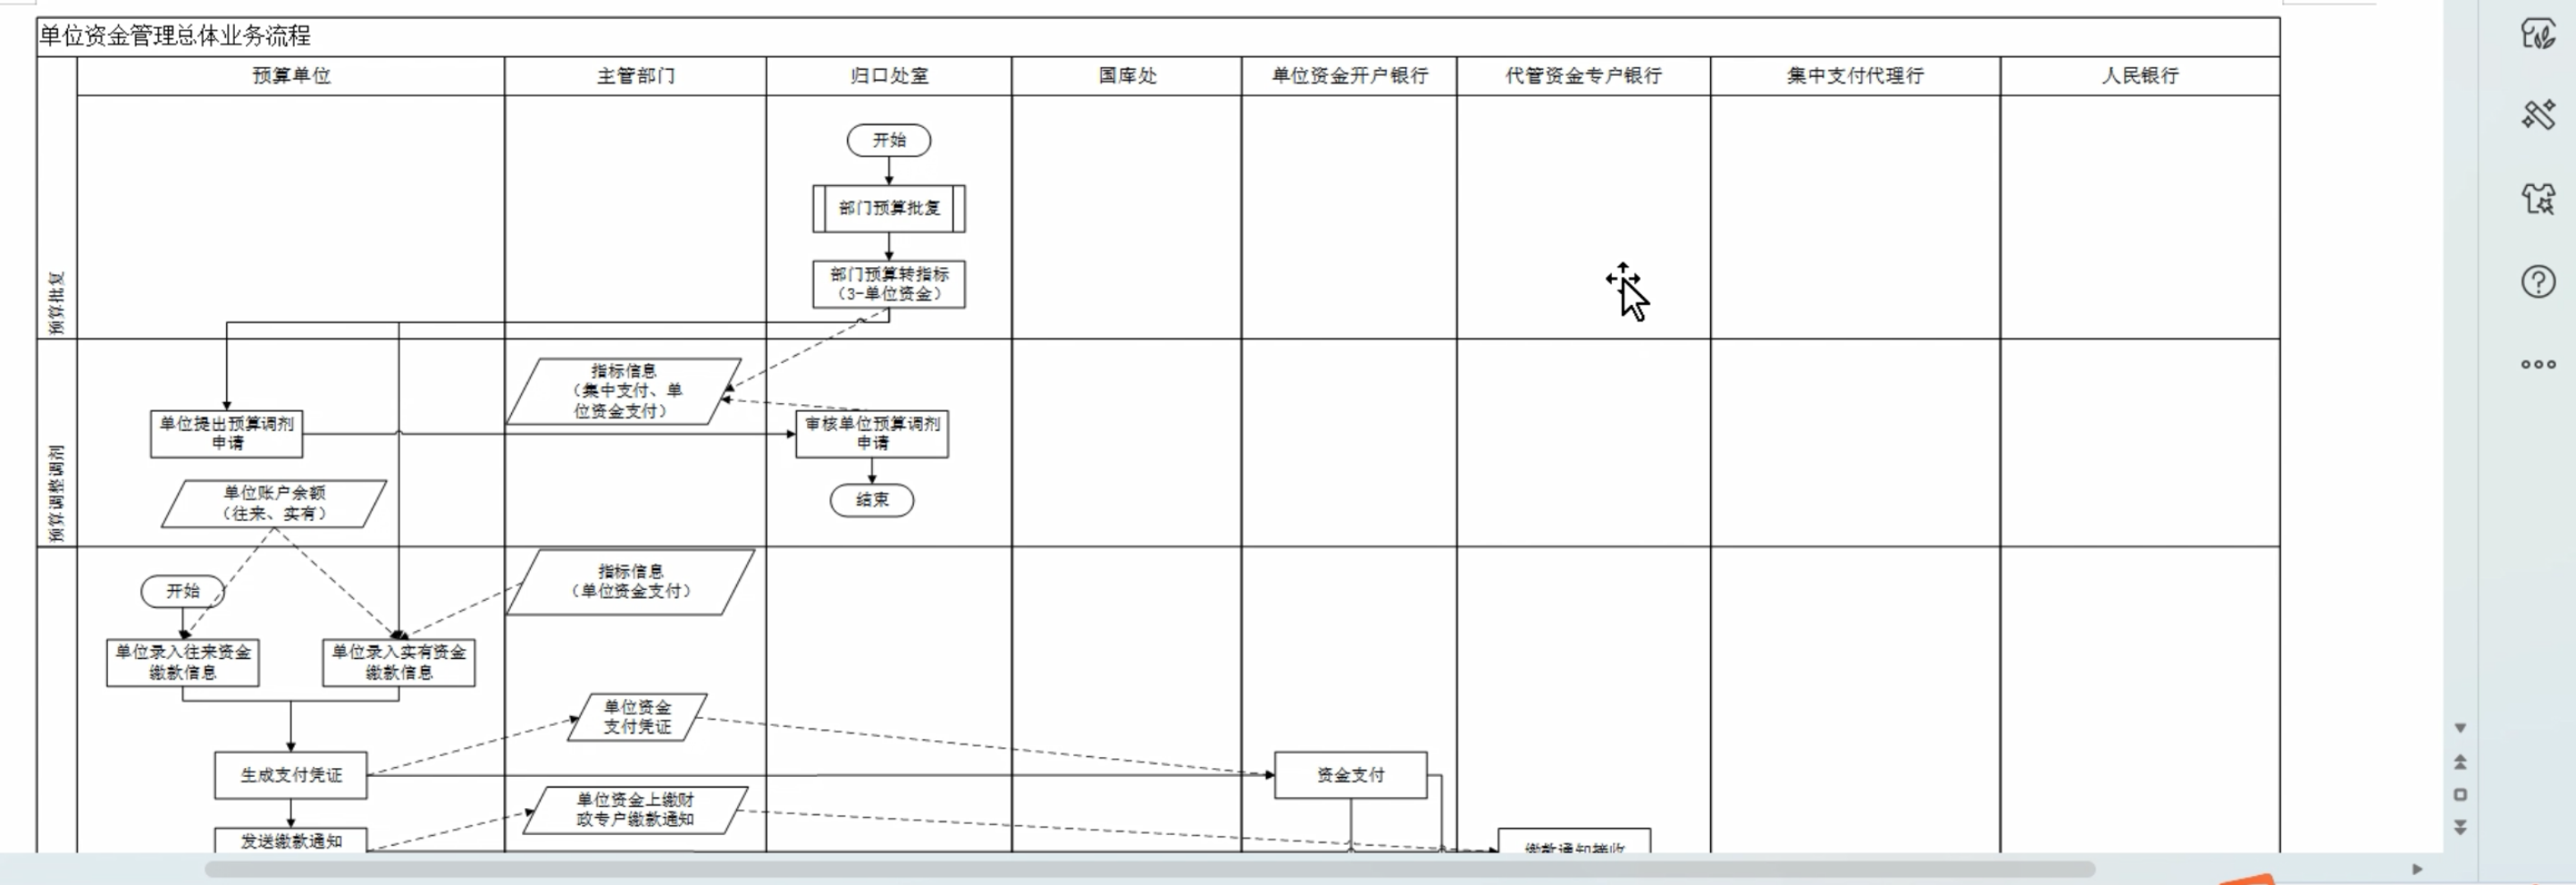 单位资金管理总体业务流程
预算单位
主管部门
归口处室
国库处
单位资金开户银行
代管资金专户银行
集中支付代理行
人民银行
预算批复
开始
部门预算批复
部门预算转指标
(3-单位资金)
预算调整调剂
指标信息
(集中支付、单
位资金支付)
单位提出预算调剂
申请
审核单位预算调剂
申请
单位账户余额
(往来、实有)
结束
开始
指标信息
(单位资金支付)
单位录入往来资金
缴款信息
单位录入实有资金
缴款信息
单位资金
支付凭证
生成支付凭证
资金支付
单位资金上缴财
政专户缴款通知
发送缴款通知
缴款通知接收